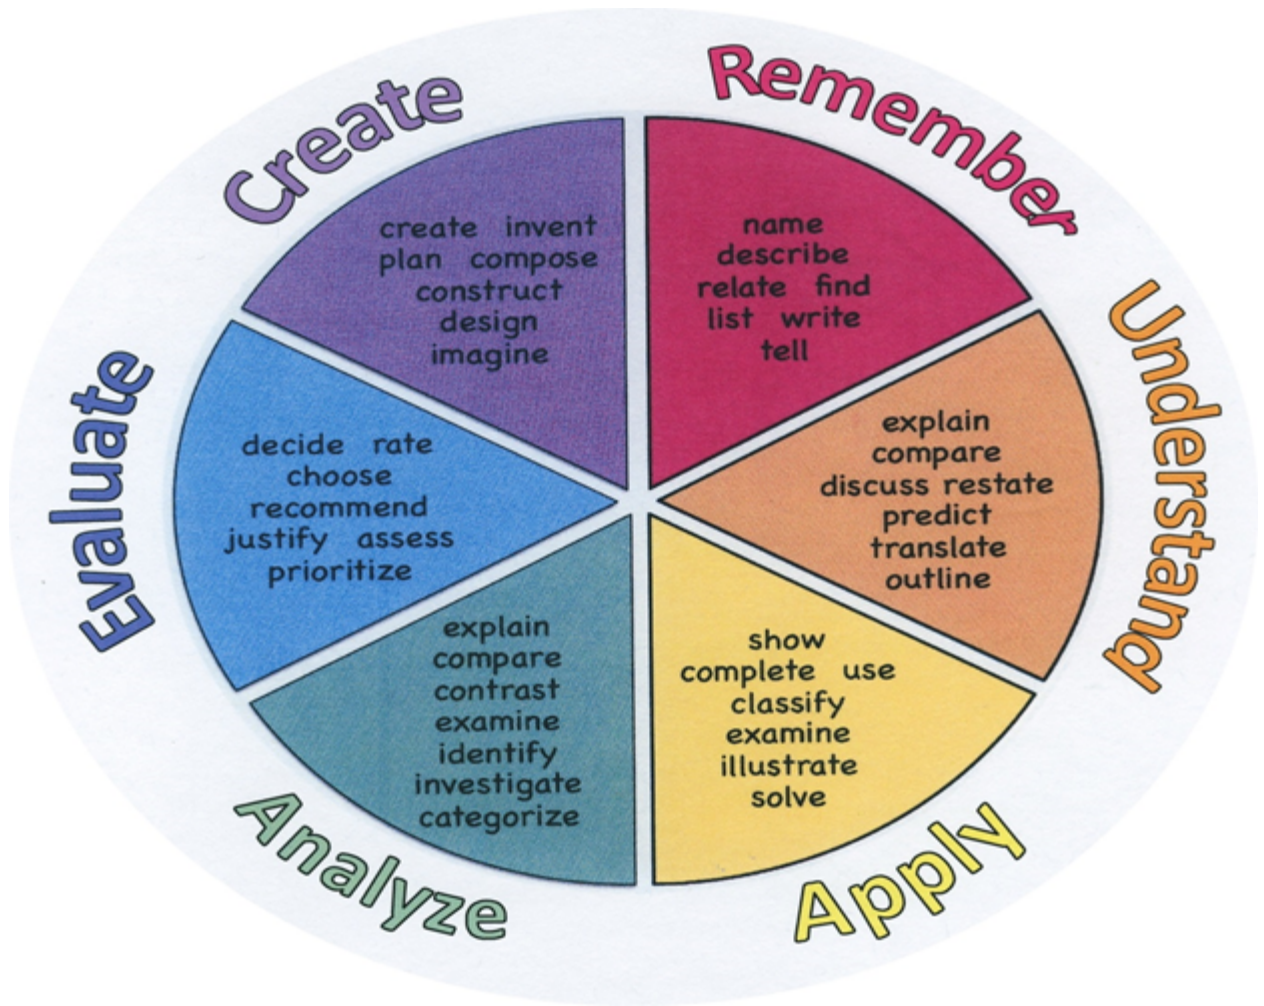 Remember
name
describe
relate find
list write
tell
Understand
explain
compare
discuss restate
predict
translate
outline
Apply
show
complete use
classify
examine
illustrate
solve
Analyze
explain
compare
contrast
examine
identify
investigate
categorize
Evaluate
decide rate
choose
recommend
justify assess
prioritize
Create
create invent
plan compose
construct
design
imagine